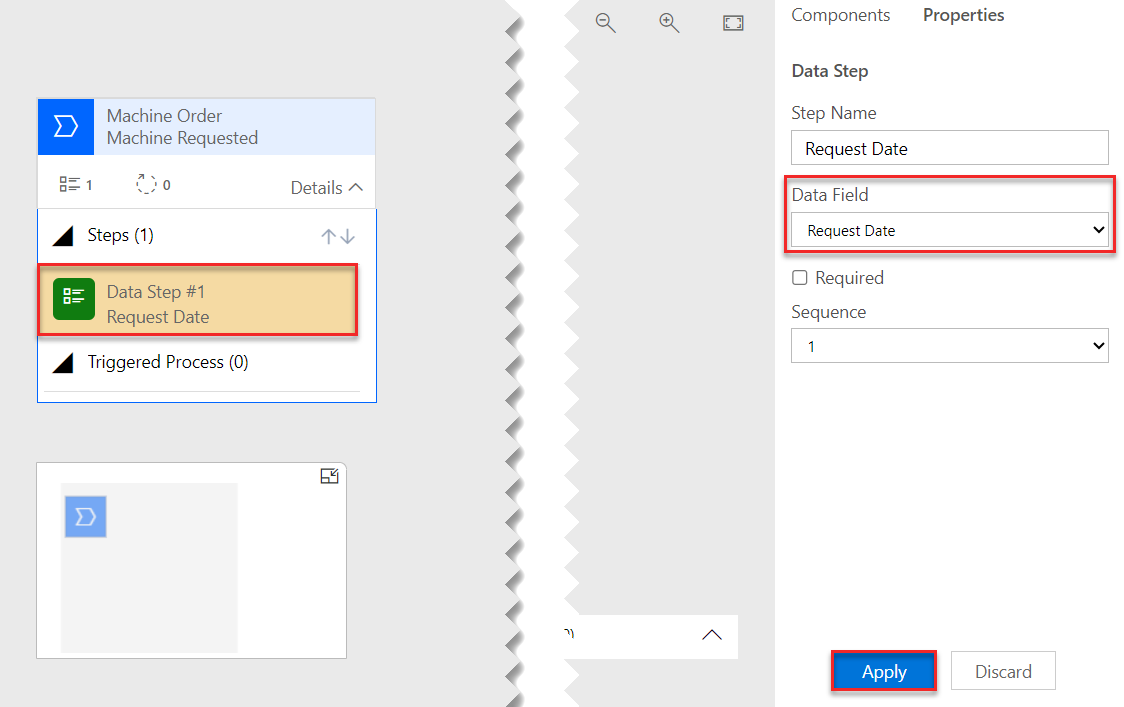 Machine Order
Machine Requested
1
0
Details
Steps (1)
Data Step #1
Request Date
Triggered Process (0)
Components
Properties
Data Step
Step Name
Request Date
Data Field
Request Date
Required
Sequence
1
Apply
Discard